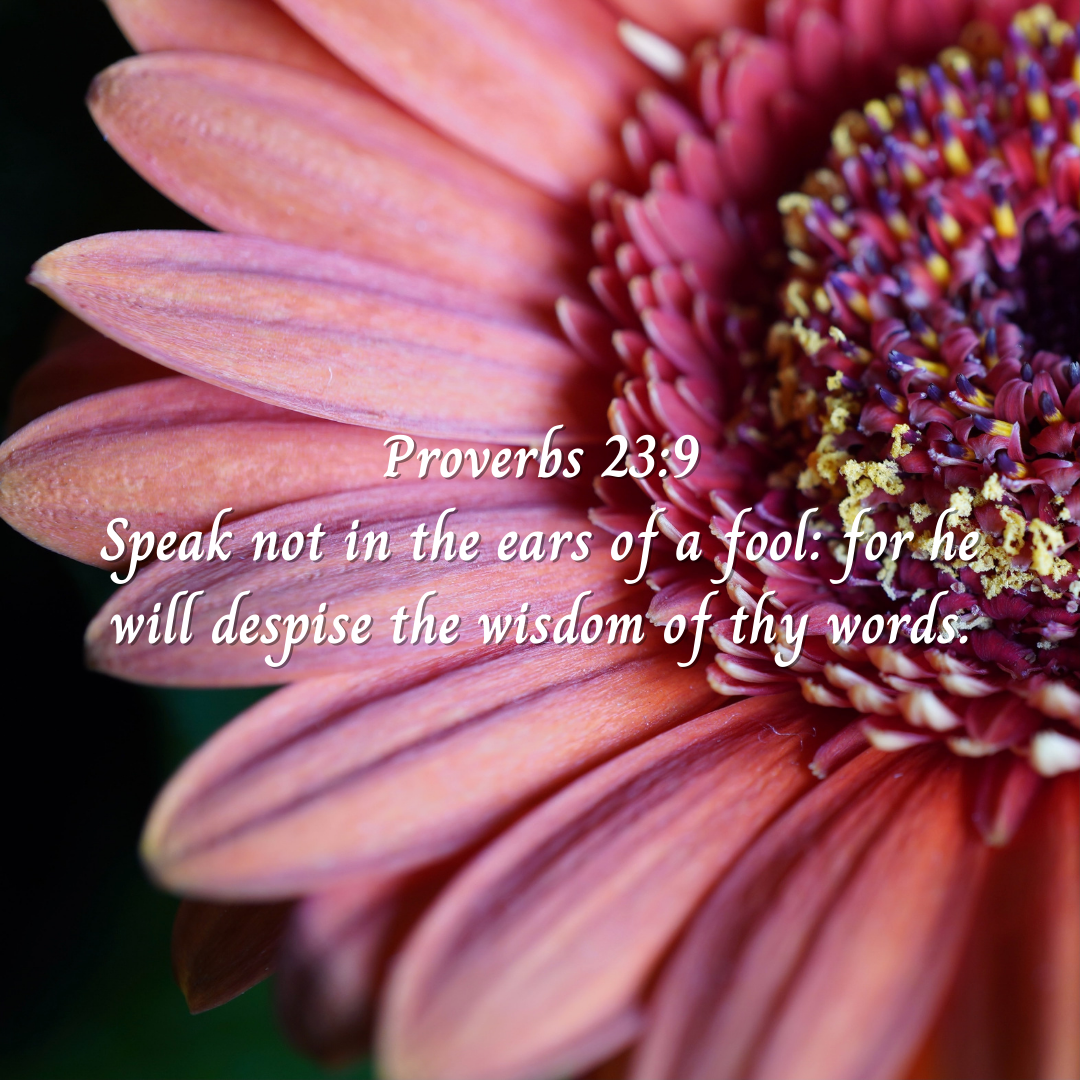 Proverbs 23:9
Speak not in the ears of a fool: for he
will despise the wisdom of thy words.